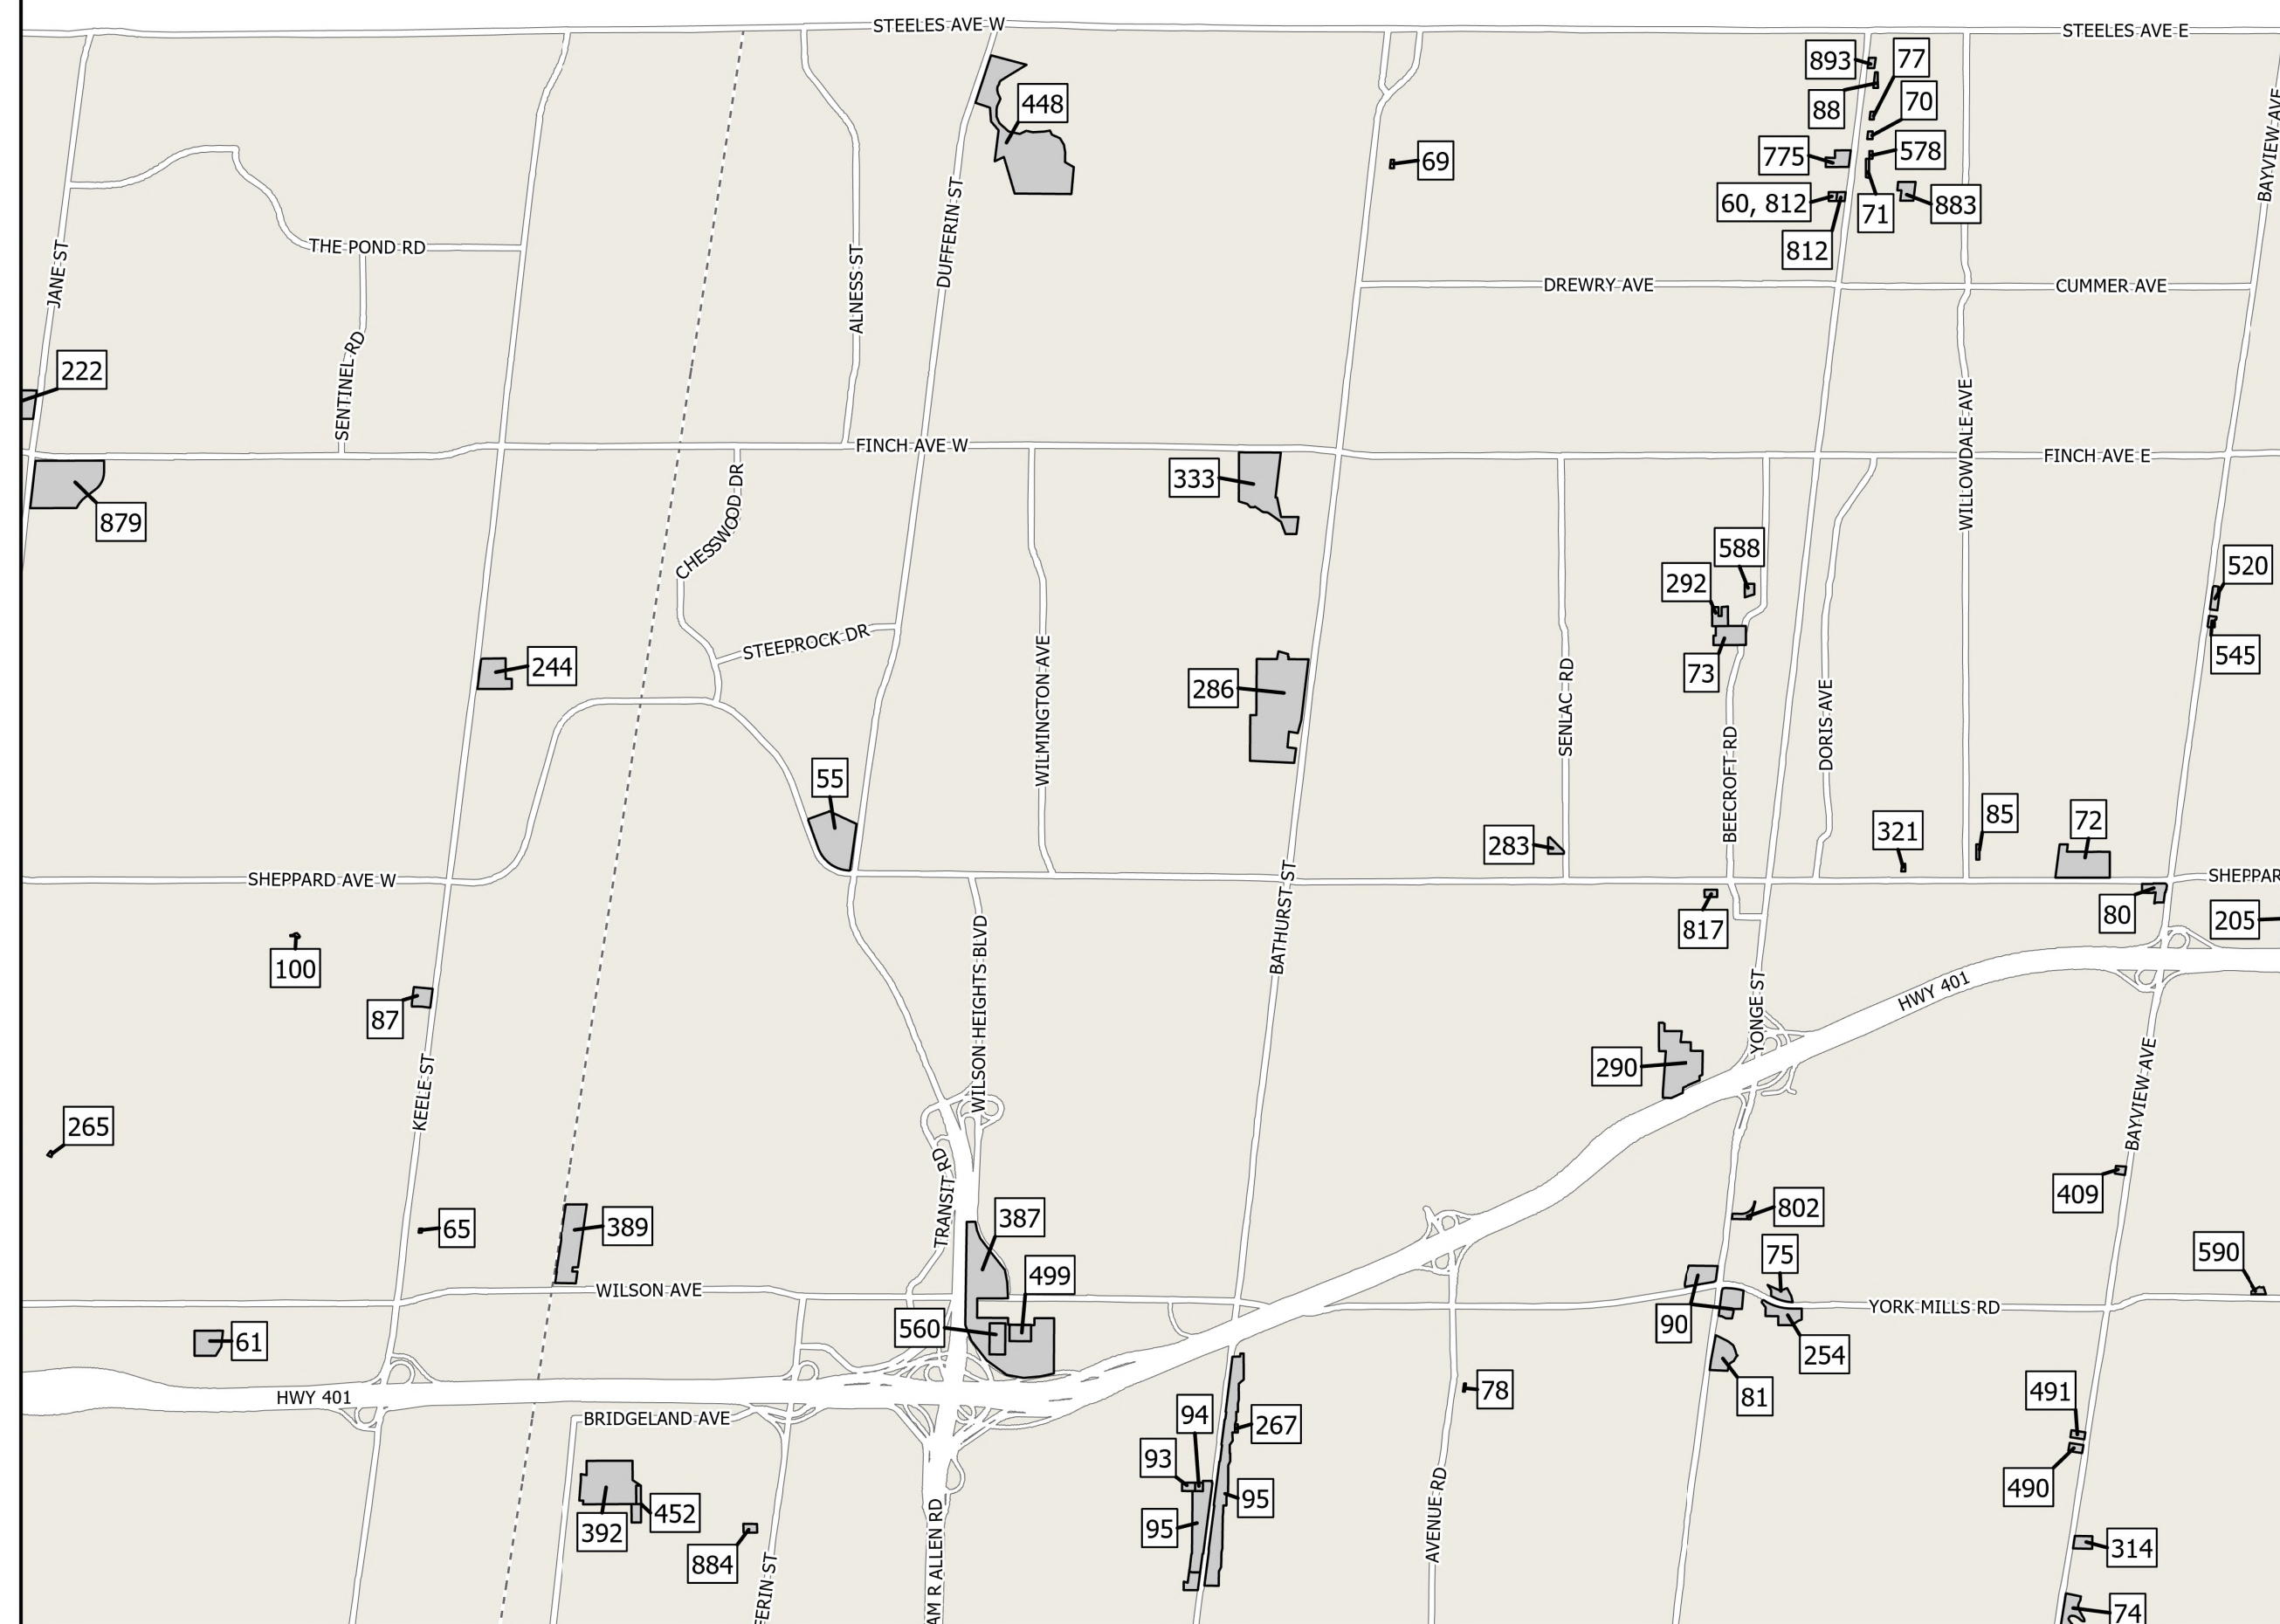 STEELES AVE W
STEELES AVE E
893
77
88
70
448
775
578
69
60, 812
71
883
812
BAYVIEW AVE
THE POND RD
JANE ST
ALNESS ST
DUFFERIN ST
DREWRY AVE
CUMMER AVE
222
SENTINEL RD
FINCH AVE W
FINCH AVE E
WILLOWDALE AVE
333
879
CHESSWOOD DR
588
292
520
STEEPROCK DR
73
545
244
286
WILMINGTON AVE
SENLAC RD
BEECROFT RD
DORIS AVE
55
283
321
85
72
SHEPPARD AVE W
SHEPPAR
80
205
817
100
87
BATHURST ST
WILSON HEIGHTS BLVD
YONGE ST
HWY 401
290
KEELE ST
265
BAYVIEW AVE
TRANSIT RD
409
65
389
387
802
75
590
499
WILSON AVE
560
90
YORK MILLS RD
61
254
HWY 401
81
78
491
BRIDGELAND AVE
94
267
93
490
95
95
452
392
AVENUE RD
884
314
FERIN ST
AM R ALLEN RD
74